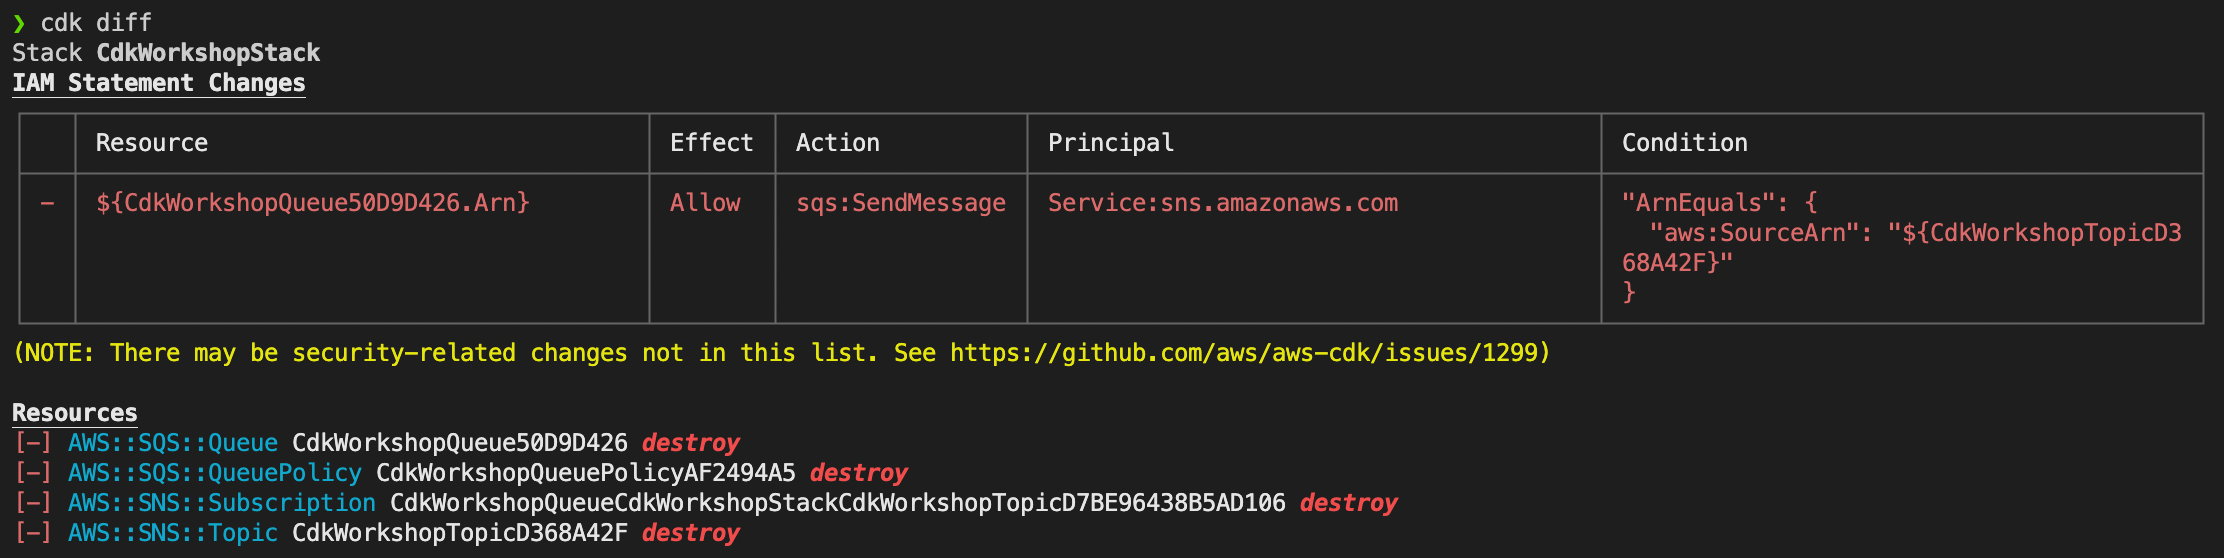 ❯ cdk diff
Stack CdkWorkshopStack
IAM Statement Changes
Resource Effect Action Principal Condition
− ${CdkWorkshopQueue50D9D426.Arn} Allow sqs:SendMessage Service:sns.amazonaws.com "ArnEquals": {
"aws:SourceArn": "${CdkWorkshopTopicD3
68A42F}"
}
(NOTE: There may be security-related changes not in this list. See https://github.com/aws/aws-cdk/issues/1299)
Resources
[−] AWS::SQS::Queue CdkWorkshopQueue50D9D426 destroy
[−] AWS::SQS::QueuePolicy CdkWorkshopQueuePolicyAF2494A5 destroy
[−] AWS::SNS::Subscription CdkWorkshopQueueCdkWorkshopStackCdkWorkshopTopicD7BE96438B5AD106 destroy
[−] AWS::SNS::Topic CdkWorkshopTopicD368A42F destroy